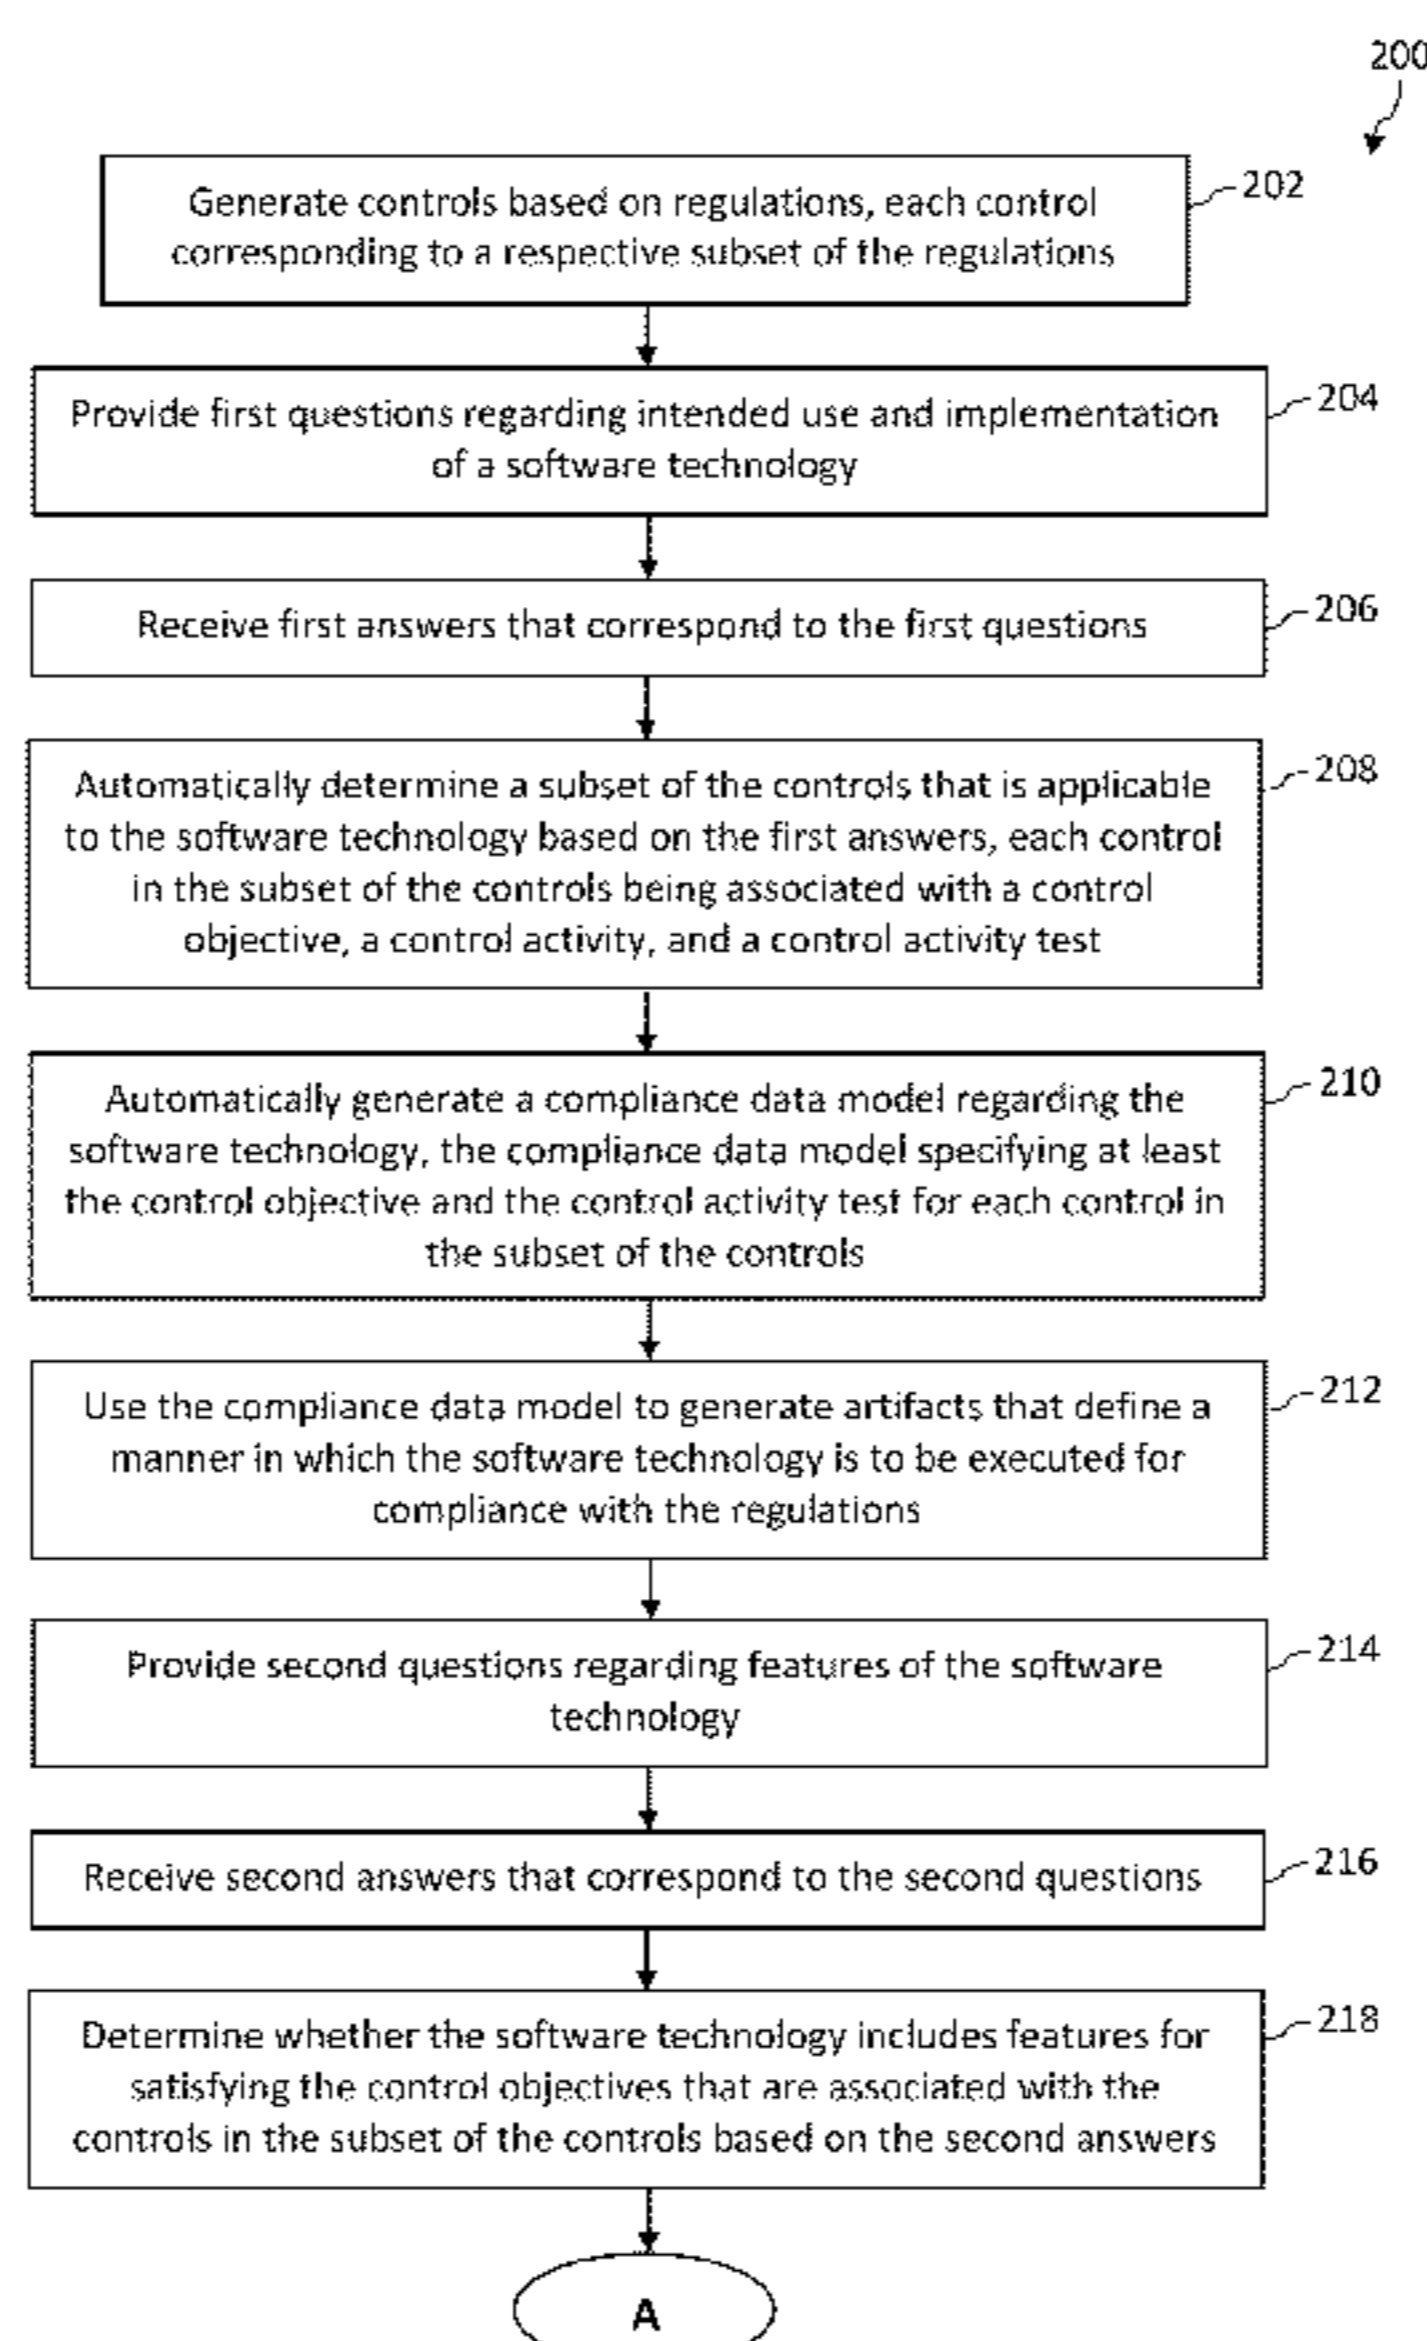 200
Generate controls based on regulations, each control
corresponding to a respective subset of the regulations
202
Provide first questions regarding intended use and implementation
of a software technology
204
Receive first answers that correspond to the first questions
206
Automatically determine a subset of the controls that is applicable
to the software technology based on the first answers, each control
in the subset of the controls being associated with a control
objective, a control activity, and a control activity test
208
Automatically generate a compliance data model regarding the
software technology, the compliance data model specifying at least
the control objective and the control activity test for each control in
the subset of the controls
210
Use the compliance data model to generate artifacts that define a
manner in which the software technology is to be executed for
compliance with the regulations
212
Provide second questions regarding features of the software
technology
214
Receive second answers that correspond to the second questions
216
Determine whether the software technology includes features for
satisfying the control objectives that are associated with the
controls in the subset of the controls based on the second answers
218
A